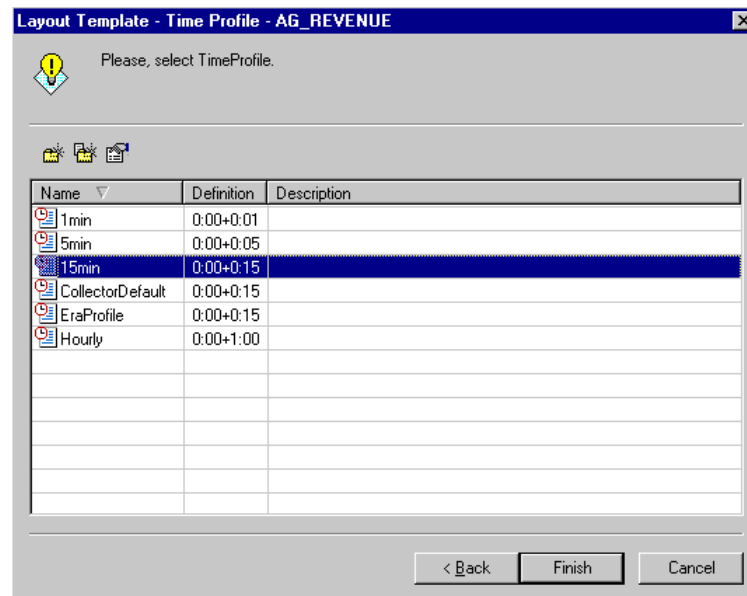 Layout Template - Time Profile - AG_REVENUE
Please, select TimeProfile.
Name Definition Description
1min 0:00+0:01
5min 0:00+0:05
15min 0:00+0:15
CollectorDefault 0:00+0:15
EraProfile 0:00+0:15
Hourly 0:00+1:00
< Back Finish Cancel